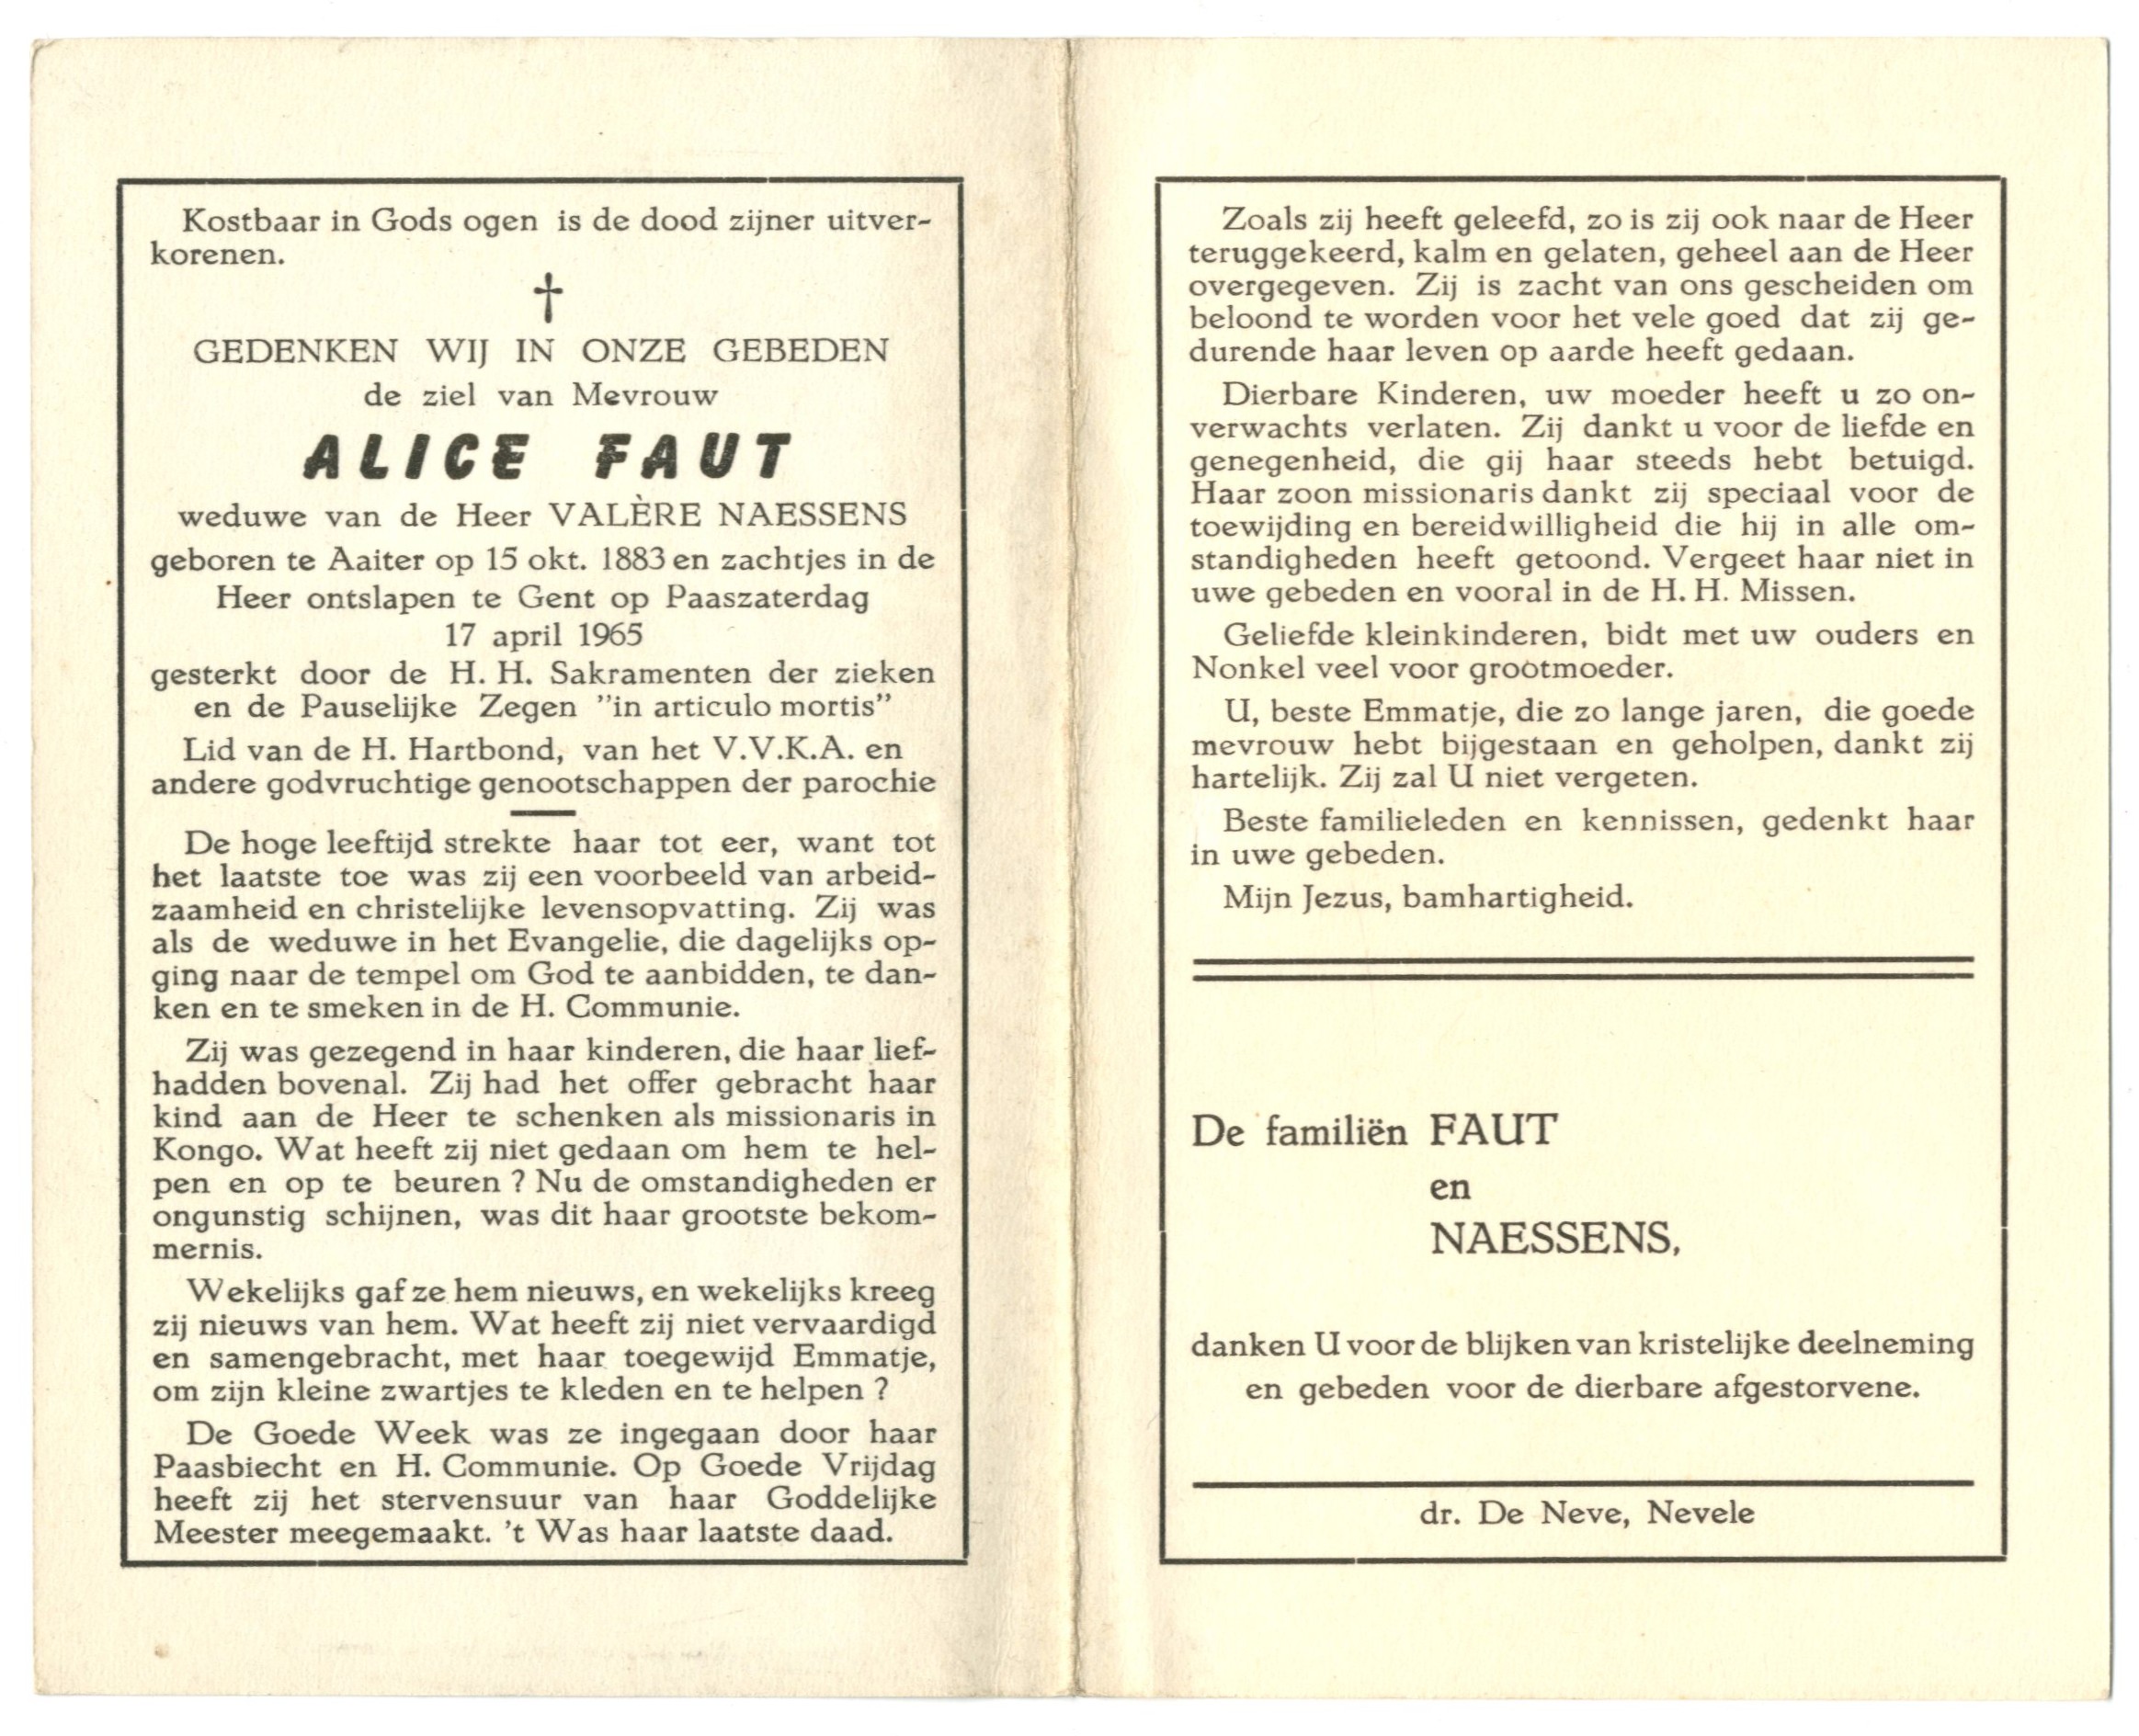 Kostbaar in Gods ogen is de dood zijner uitver-
korenen.
†
GEDENKEN WIJ IN ONZE GEBEDEN
de ziel van Mevrouw
ALICE FAUT
weduwe van de Heer VALÈRE NAESSENS
geboren te Aaiter op 15 okt. 1883 en zachtjes in de
Heer ontslapen te Gent op Paaszaterdag
17 april 1965
gesterkt door de H. H. Sakramenten der zieken
en de Pauselijke Zegen "in articulo mortis"
Lid van de H. Hartbond, van het V.V.K.A. en
andere godvruchtige genootschappen der parochie
De hoge leeftijd strekte haar tot eer, want tot
het laatste toe was zij een voorbeeld van arbeid-
zaamheid en christelijke levensopvatting. Zij was
als de weduwe in het Evangelie, die dagelijks op-
ging naar de tempel om God te aanbidden, te dan-
ken en te smeken in de H. Communie.
Zij was gezegend in haar kinderen, die haar lief-
hadden bovenal. Zij had het offer gebracht haar
kind aan de Heer te schenken als missionaris in
Kongo. Wat heeft zij niet gedaan om hem te hel-
pen en op te beuren ? Nu de omstandigheden er
ongunstig schijnen, was dit haar grootste bekom-
mernis.
Wekelijks gaf ze hem nieuws, en wekelijks kreeg
zij nieuws van hem. Wat heeft zij niet vervaardigd
en samengebracht, met haar toegewijd Emmatje,
om zijn kleine zwartjes te kleden en te helpen ?
De Goede Week was ze ingegaan door haar
Paasbiecht en H. Communie. Op Goede Vrijdag
heeft zij het stervensuur van haar Goddelijke
Meester meegemaakt. 't Was haar laatste daad.
Zoals zij heeft geleefd, zo is zij ook naar de Heer
teruggekeerd, kalm en gelaten, geheel aan de Heer
overgegeven. Zij is zacht van ons gescheiden om
beloond te worden voor het vele goed dat zij ge-
durende haar leven op aarde heeft gedaan.
Dierbare Kinderen, uw moeder heeft u zo on-
verwachts verlaten. Zij dankt u voor de liefde en
genegenheid, die gij haar steeds hebt betuigd.
Haar zoon missionaris dankt zij speciaal voor de
toewijding en bereidwilligheid die hij in alle om-
standigheden heeft getoond. Vergeet haar niet in
uwe gebeden en vooral in de H. H. Missen.
Geliefde kleinkinderen, bidt met uw ouders en
Nonkel veel voor grootmoeder.
U, beste Emmatje, die zo lange jaren, die goede
mevrouw hebt bijgestaan en geholpen, dankt zij
hartelijk. Zij zal U niet vergeten.
Beste familieleden en kennissen, gedenkt haar
in uwe gebeden.
Mijn Jezus, bamhartigheid.
De familiën FAUT
en
NAESSENS,
danken U voor de blijken van kristelijke deelneming
en gebeden voor de dierbare afgestorvene.
dr. De Neve, Nevele